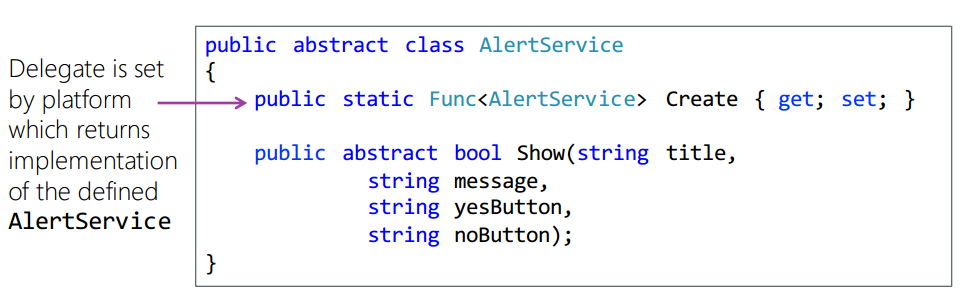 Delegate is set
by platform
which returns
implementation
of the defined
AlertService
public abstract class AlertService
{
public static Func<AlertService> Create { get; set; }
public abstract bool Show(string title,
string message,
string yesButton,
string noButton);
}